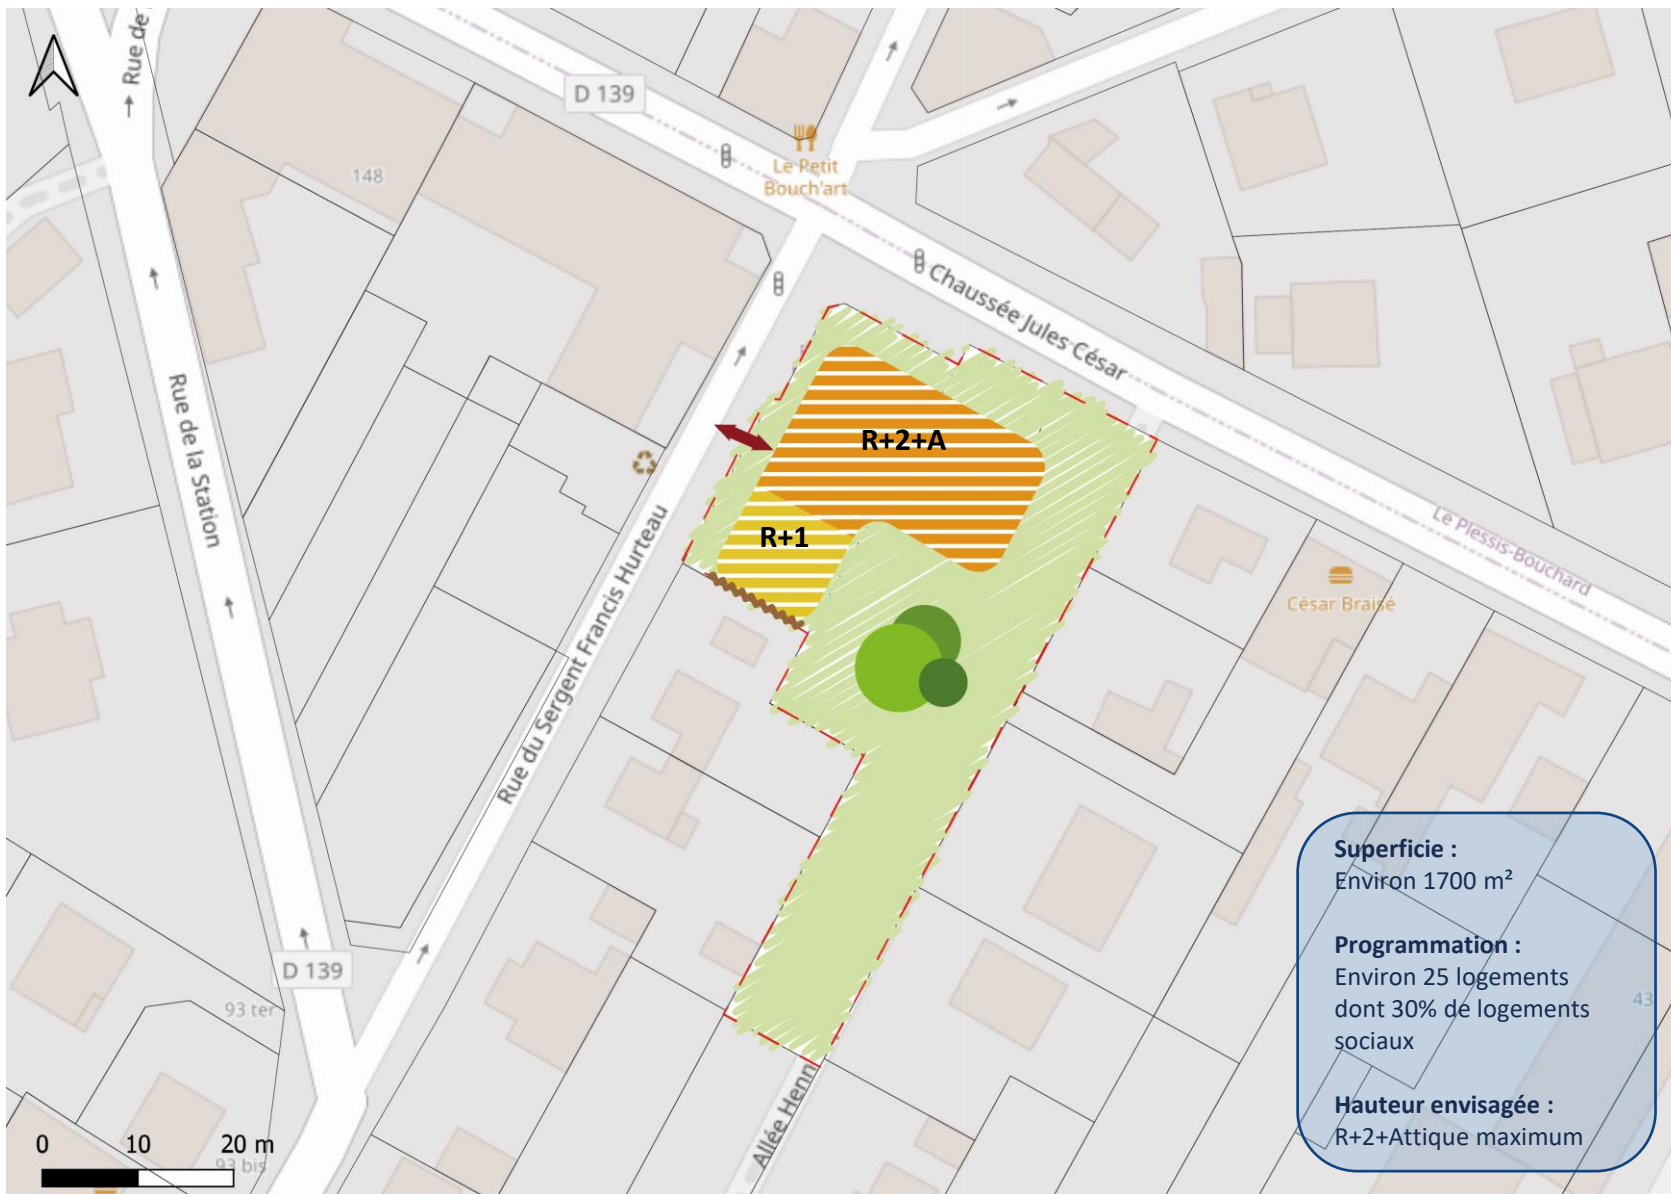 Rue de
D 139
Le Petit
Bouch'art
148
Chaussée Jules César
Rue de la Station
R+2+A
R+1
Le Plessis-Bouchard
César Braisé
Rue du Sergent Francis Hurteau
D 139
93 ter
Allée Henn
93 bis
43
0 10 20 m
Superficie :
Environ 1700 m²
Programmation :
Environ 25 logements
dont 30% de logements
sociaux
Hauteur envisagée :
R+2+Attique maximum